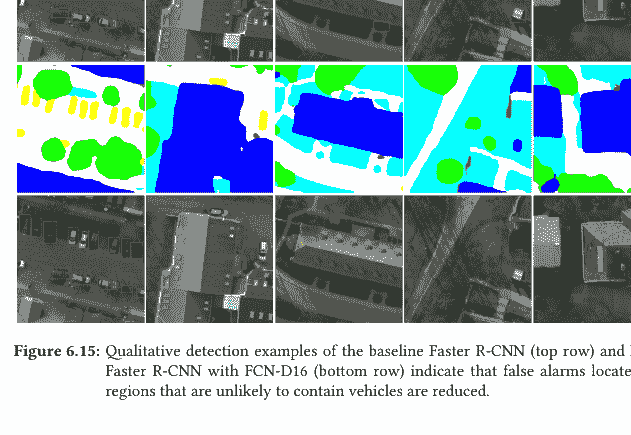 Figure 6.15: Qualitative detection examples of the baseline Faster R-CNN (top row) and
Faster R-CNN with FCN-D16 (bottom row) indicate that false alarms locate
regions that are unlikely to contain vehicles are reduced.